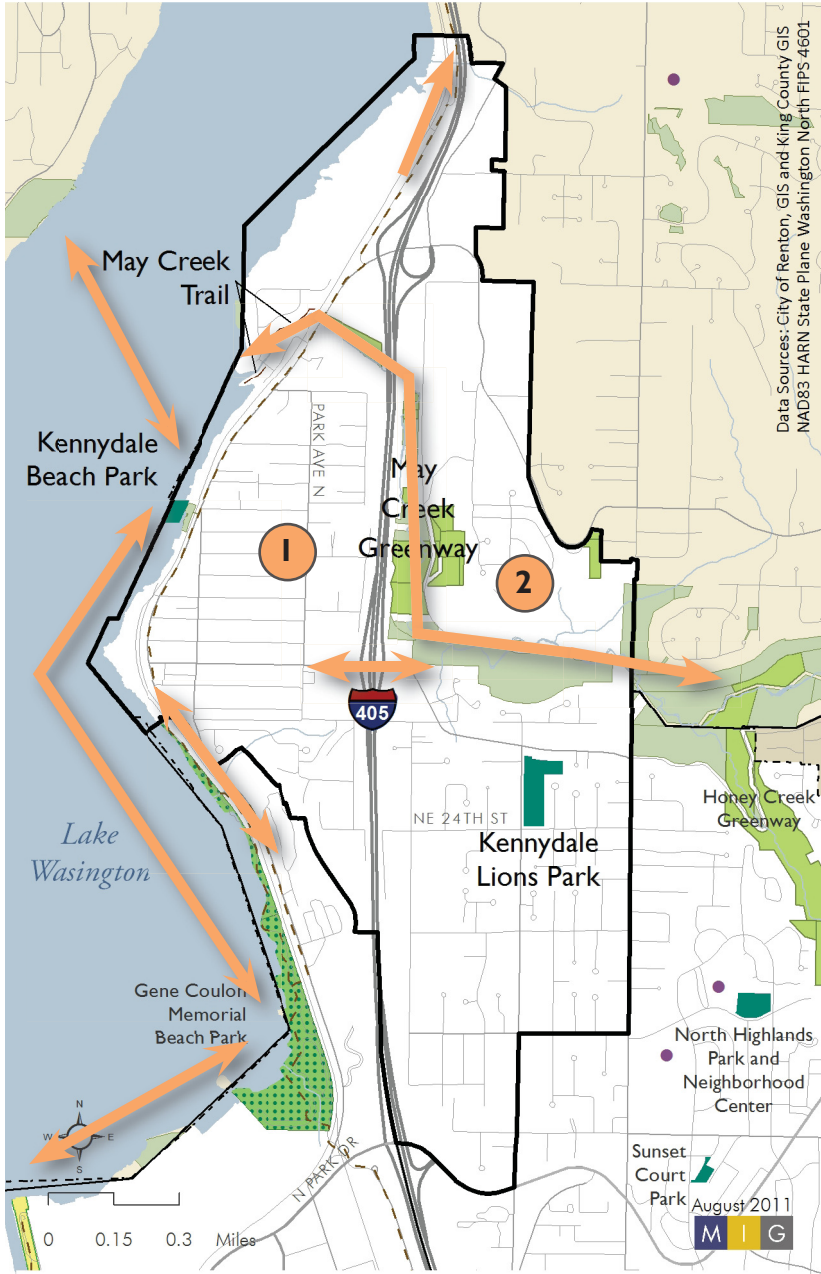 Data Sources: City of Renton, GIS and King County GIS
NAD83 HARN State Plane Washington North FIPS 4601
May Creek
Trail
Kennydale
Beach Park
PARK AVE N
May
Creek
Greenway
1
2
405
Honey Creek
Greenway
NE 24TH ST
Kennydale
Lions Park
Lake
Wasington
Gene Coulon
Memorial
Beach Park
North Highlands
Park and
Neighborhood
Center
N
W E
S
N PARK DR
Sunset
Court
Park
August 2011
M I G
0 0.15 0.3 Miles